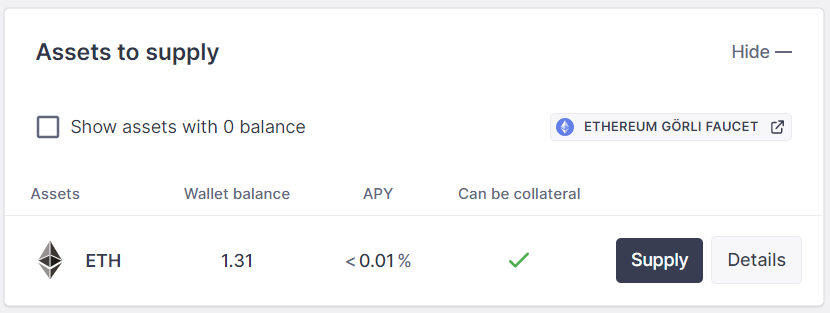 Assets to supply
Hide —
Show assets with 0 balance
ETHEREUM GÖRLI FAUCET
Assets Wallet balance APY Can be collateral
ETH 1.31 <0.01% Supply Details